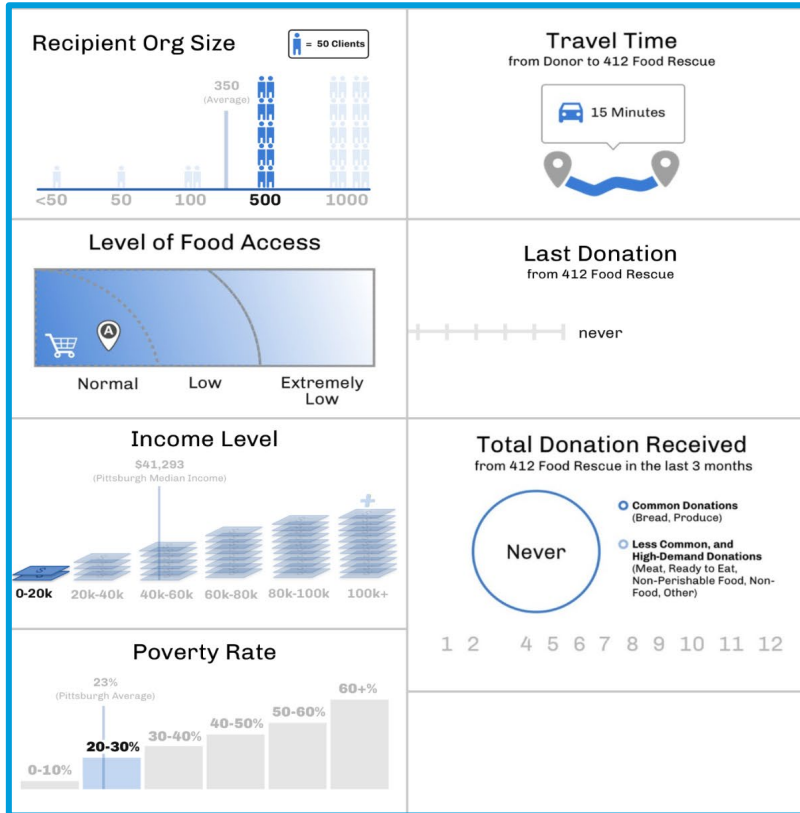 Recipient Org Size
= 50 Clients
350
(Average)
<50 50 100 500 1000
Travel Time
from Donor to 412 Food Rescue
15 Minutes
Level of Food Access
A
Normal Low Extremely
Low
Last Donation
from 412 Food Rescue
never
Income Level
$41,293
(Pittsburgh Median Income)
+
0-20k 20k-40k 40k-60k 60k-80k 80k-100k 100k+
Total Donation Received
from 412 Food Rescue in the last 3 months
Never
Common Donations
(Bread, Produce)
Less Common, and
High-Demand Donations
(Meat, Ready to Eat,
Non-Perishable Food, Non-
Food, Other)
1 2 4 5 6 7 8 9 10 11 12
Poverty Rate
23%
(Pittsburgh Average)
0-10% 20-30% 30-40% 40-50% 50-60% 60+%